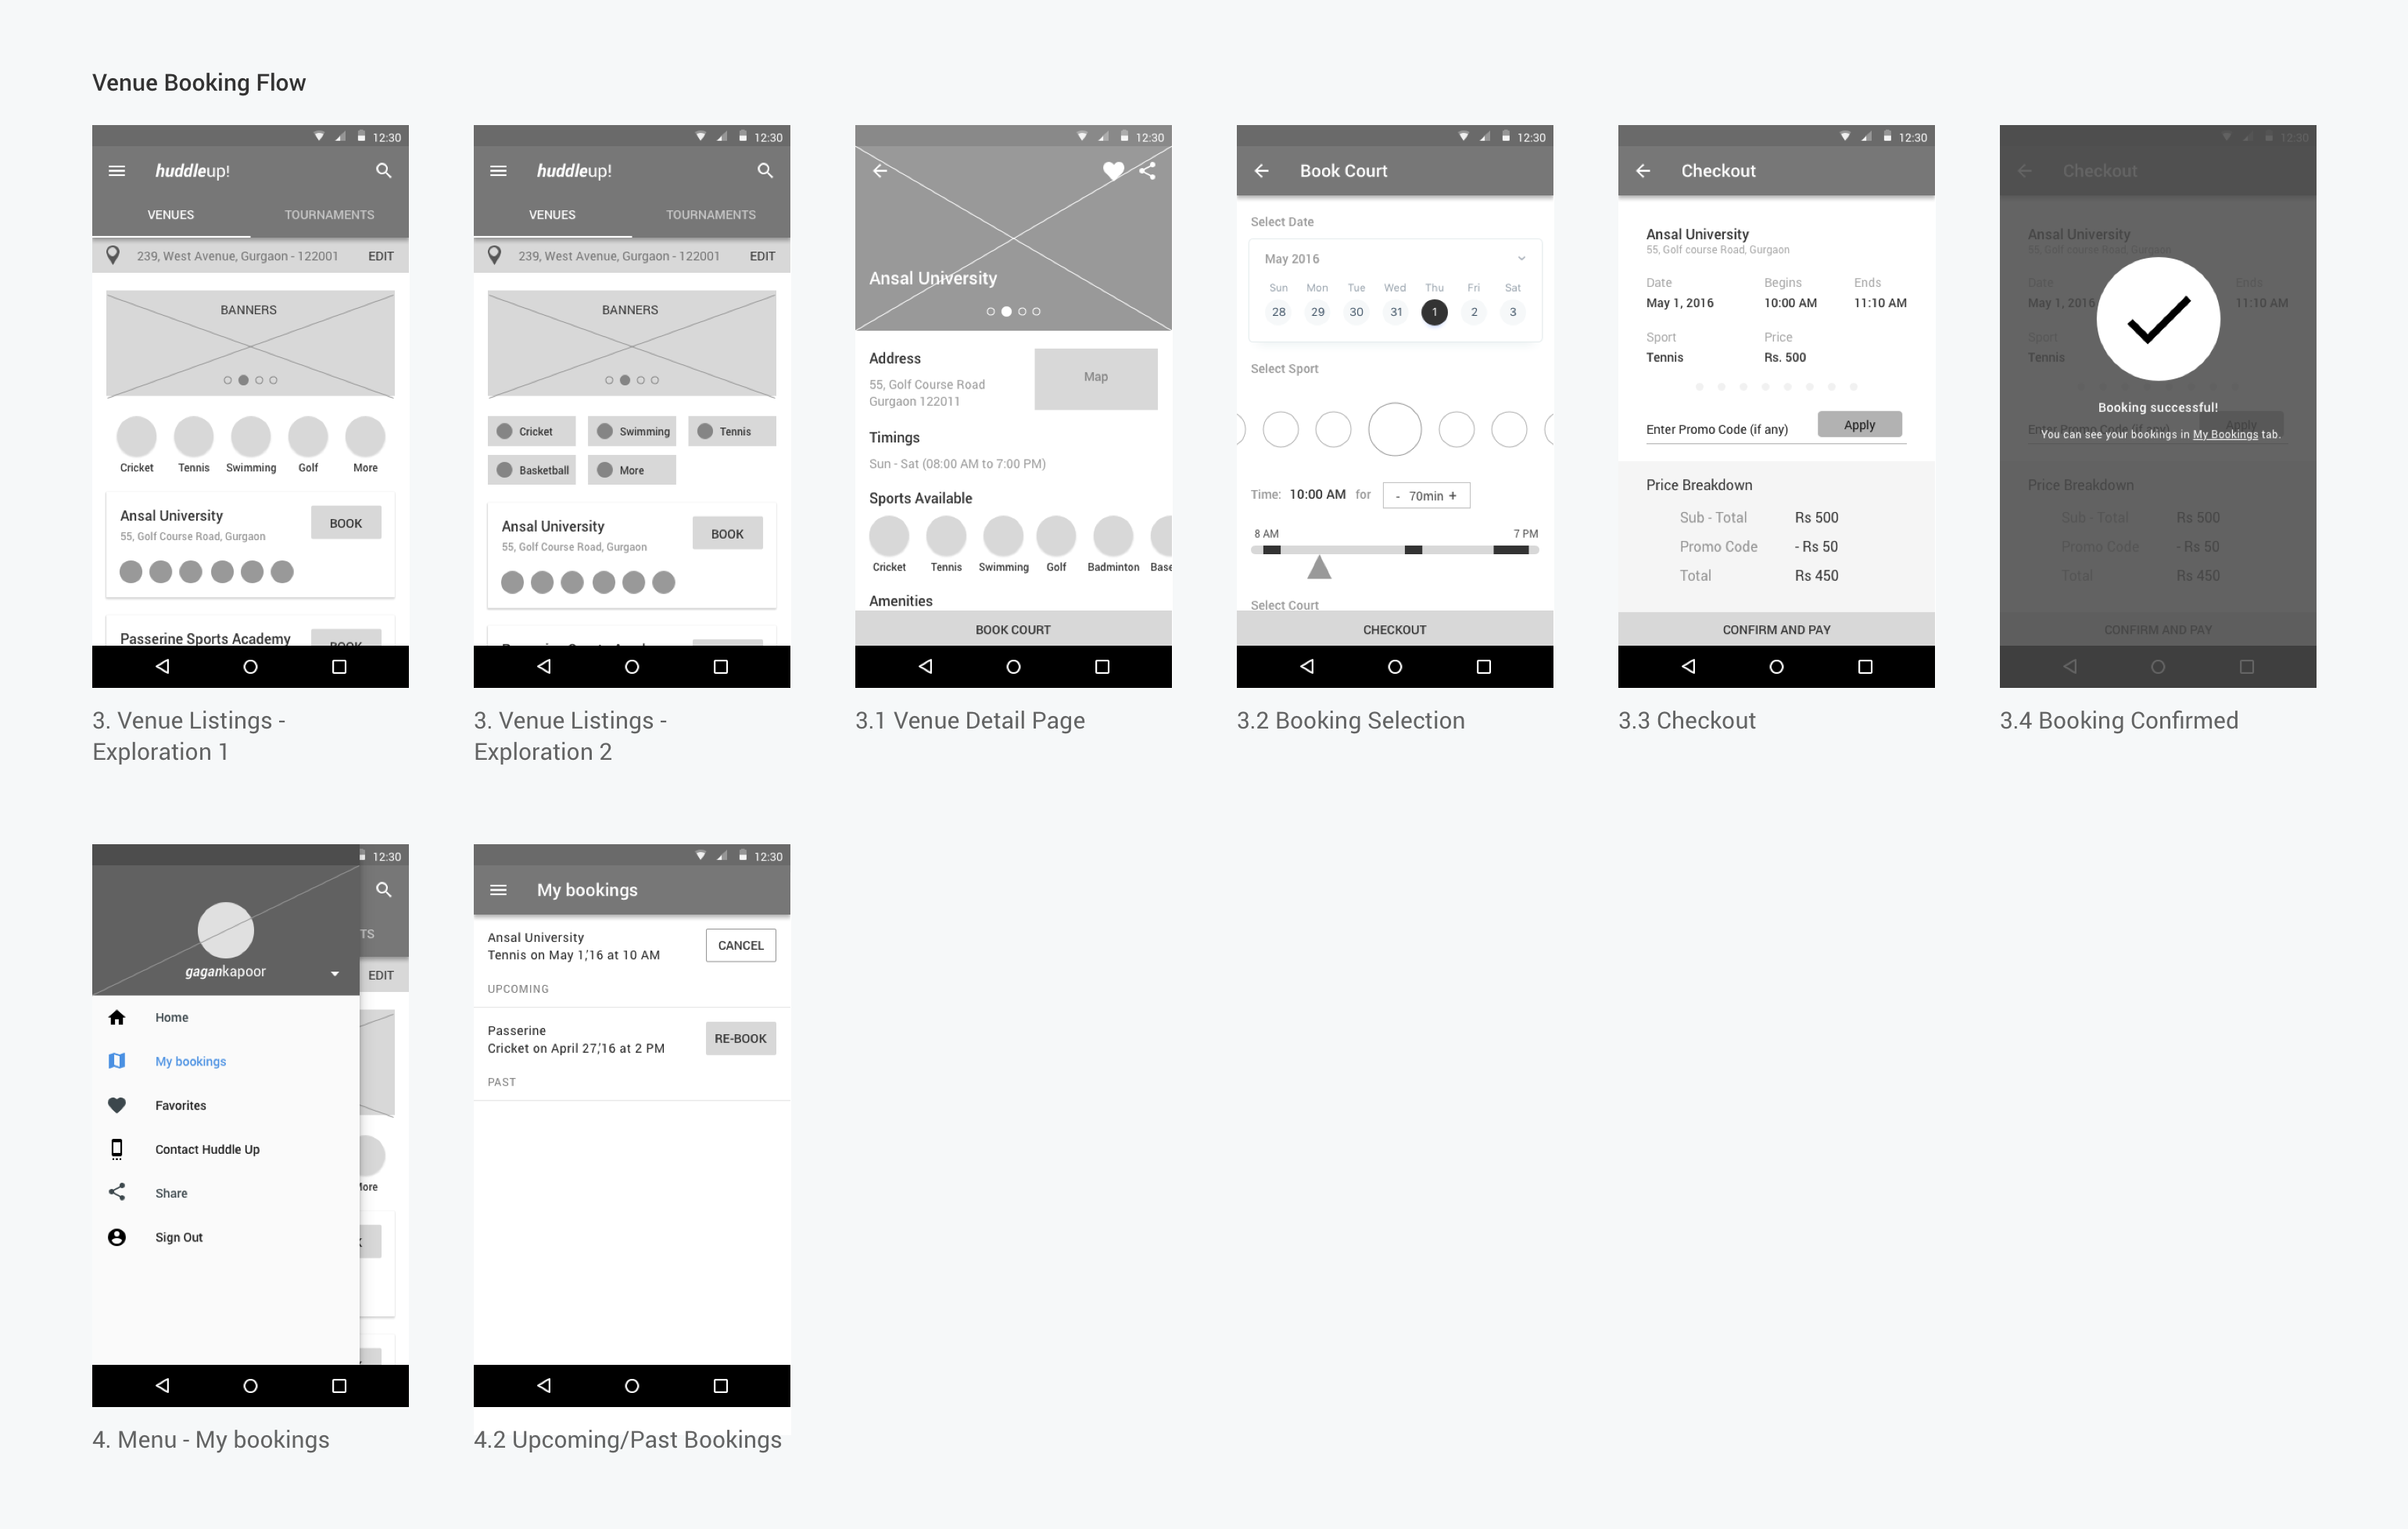 Venue Booking Flow
12:30
huddleup!
VENUES TOURNAMENTS
239, West Avenue, Gurgaon - 122001 EDIT
BANNERS
Cricket Tennis Swimming Golf More
Ansal University
BOOK
55, Golf Course Road, Gurgaon
Passerine Sports Academy
BOOK
3. Venue Listings -
Exploration 1
12:30
huddleup!
VENUES TOURNAMENTS
239, West Avenue, Gurgaon - 122001 EDIT
BANNERS
Cricket Swimming Tennis
Basketball More
Ansal University
BOOK
55, Golf Course Road, Gurgaon
3. Venue Listings -
Exploration 2
12:30
Ansal University
Address
55, Golf Course Road
Gurgaon 122011
Map
Timings
Sun - Sat (08:00 AM to 7:00 PM)
Sports Available
Cricket Tennis Swimming Golf Badminton Base
Amenities
BOOK COURT
3.1 Venue Detail Page
12:30
Book Court
Select Date
May 2016
Sun Mon Tue Wed Thu Fri Sat
28 29 30 31 1 2 3
Select Sport
Time: 10:00 AM for - 70min +
8 AM 7 PM
Select Court
CHECKOUT
3.2 Booking Selection
12:30
Checkout
Ansal University
55, Golf course Road, Gurgaon
Date Begins Ends
May 1, 2016 10:00 AM 11:10 AM
Sport Price
Tennis Rs. 500
Enter Promo Code (if any) Apply
Price Breakdown
Sub - Total Rs 500
Promo Code - Rs 50
Total Rs 450
CONFIRM AND PAY
3.3 Checkout
12:30
Checkout
Ansal University
55, Golf course Road, Gurgaon
Date Ends
May 1, 2016 11:10 AM
Sport
Tennis
Booking successful!
Enter Promo Code (if any) Apply
You can see your bookings in My Bookings tab.
Price Breakdown
Sub - Total Rs 500
Promo Code - Rs 50
Total Rs 450
CONFIRM AND PAY
3.4 Booking Confirmed
12:30
TS
gagankapoor
EDIT
Home
My bookings
Favorites
Contact Huddle Up
Share
Sign Out
More
4. Menu - My bookings
12:30
My bookings
Ansal University
Tennis on May 1,'16 at 10 AM
CANCEL
UPCOMING
Passerine
Cricket on April 27,'16 at 2 PM
RE-BOOK
PAST
4.2 Upcoming/Past Bookings